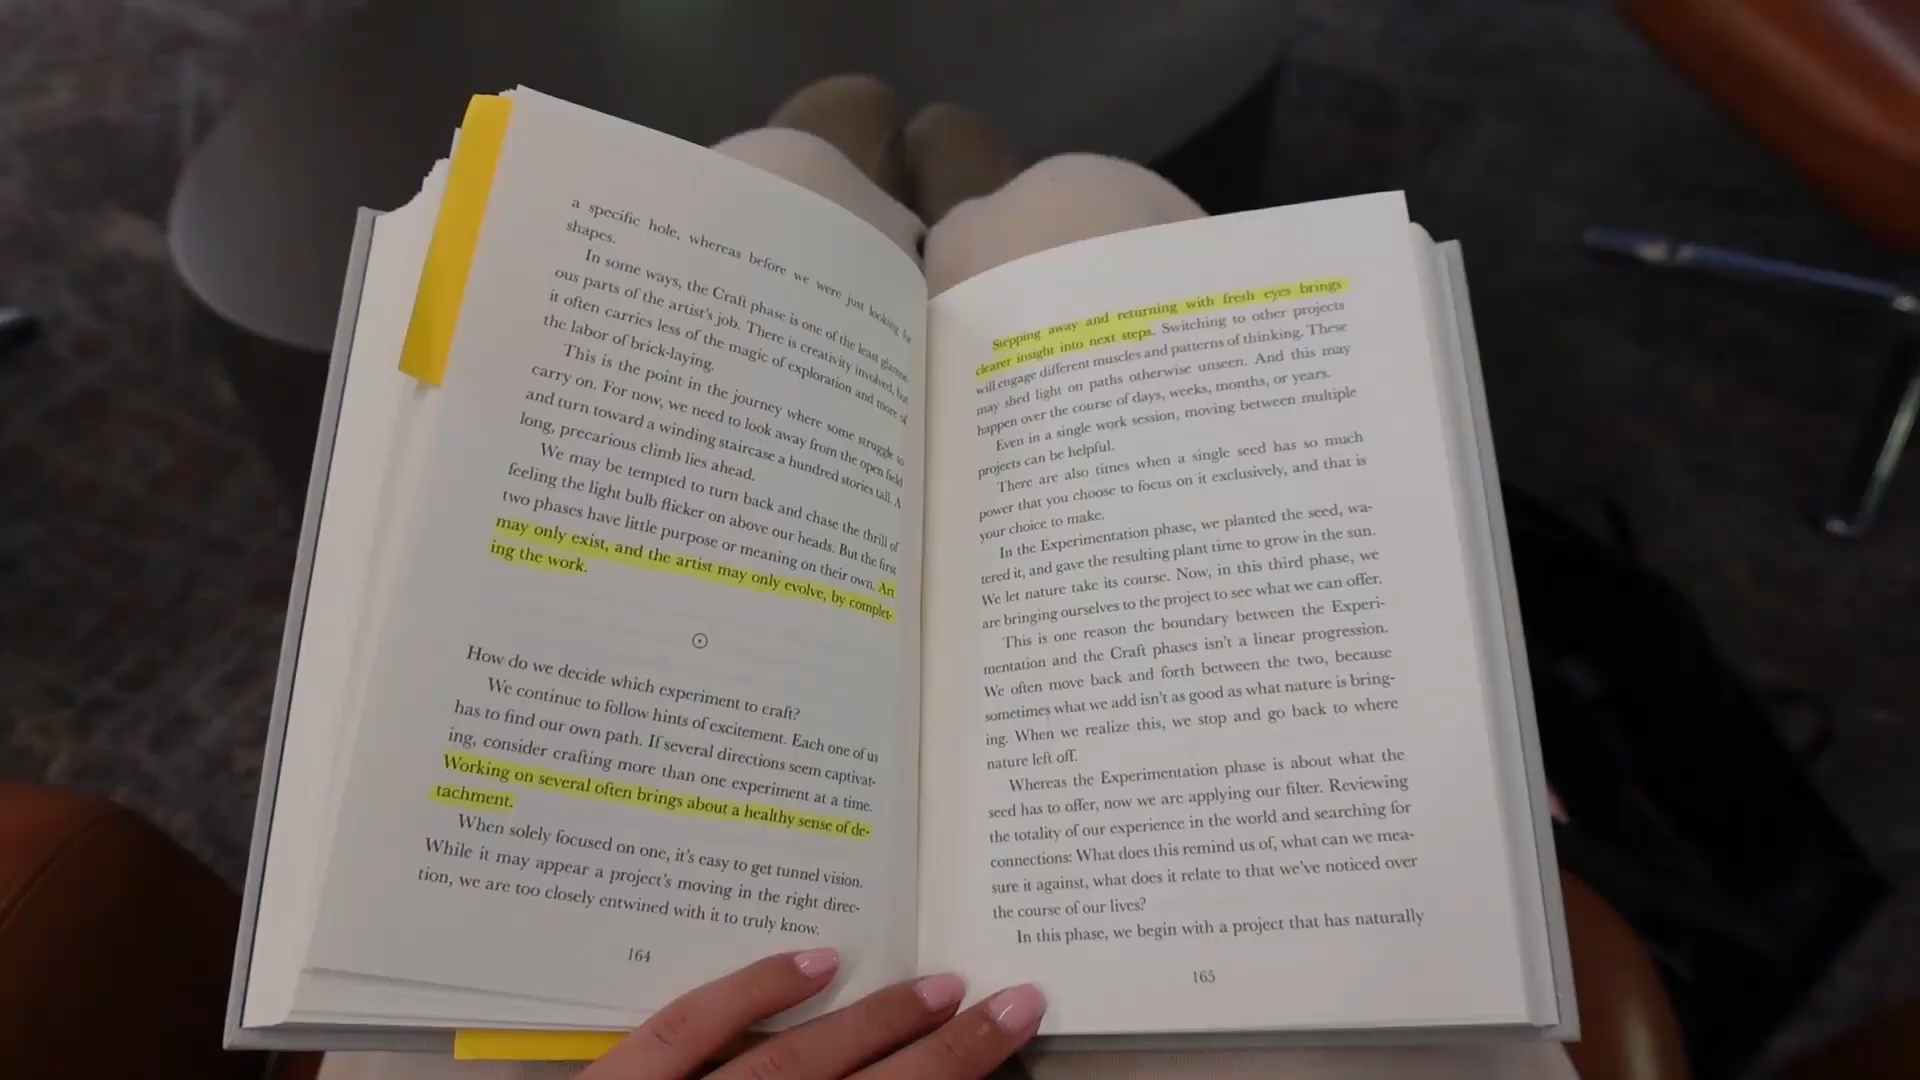 a specific hole, whereas before we were just looking for
shapes.
In some ways, the Craft phase is one of the least glamor-
ous parts of the artist's job. There is creativity involved, but
it often carries less of the magic of exploration and more of
the labor of brick-laying.
This is the point in the journey where some struggle to
carry on. For now, we need to look away from the open field
and turn toward a winding staircase a hundred stories tall. A
long, precarious climb lies ahead.
We may be tempted to turn back and chase the thrill of
feeling the light bulb flicker on above our heads. But the first
two phases have little purpose or meaning on their own. Art
may only exist, and the artist may only evolve, by complet-
ing the work.
How do we decide which experiment to craft?
We continue to follow hints of excitement. Each one of us
has to find our own path. If several directions seem captivat-
ing, consider crafting more than one experiment at a time.
Working on several often brings about a healthy sense of de-
tachment.
When solely focused on one, it's easy to get tunnel vision.
While it may appear a project's moving in the right direc-
tion, we are too closely entwined with it to truly know.
164
Stepping away and returning with fresh eyes brings
clearer insight into next steps. Switching to other projects
will engage different muscles and patterns of thinking. These
may shed light on paths otherwise unseen. And this may
happen over the course of days, weeks, months, or years.
Even in a single work session, moving between multiple
projects can be helpful.
There are also times when a single seed has so much
power that you choose to focus on it exclusively, and that is
your choice to make.
In the Experimentation phase, we planted the seed, wa-
tered it, and gave the resulting plant time to grow in the sun.
We let nature take its course. Now, in this third phase, we
are bringing ourselves to the project to see what we can offer.
This is one reason the boundary between the Experi-
mentation and the Craft phases isn't a linear progression.
We often move back and forth between the two, because
sometimes what we add isn't as good as what nature is bring-
ing. When we realize this, we stop and go back to where
nature left off.
Whereas the Experimentation phase is about what the
seed has to offer, now we are applying our filter. Reviewing
the totality of our experience in the world and searching for
connections: What does this remind us of, what can we mea-
sure it against, what does it relate to that we've noticed over
the course of our lives?
In this phase, we begin with a project that has naturally
165